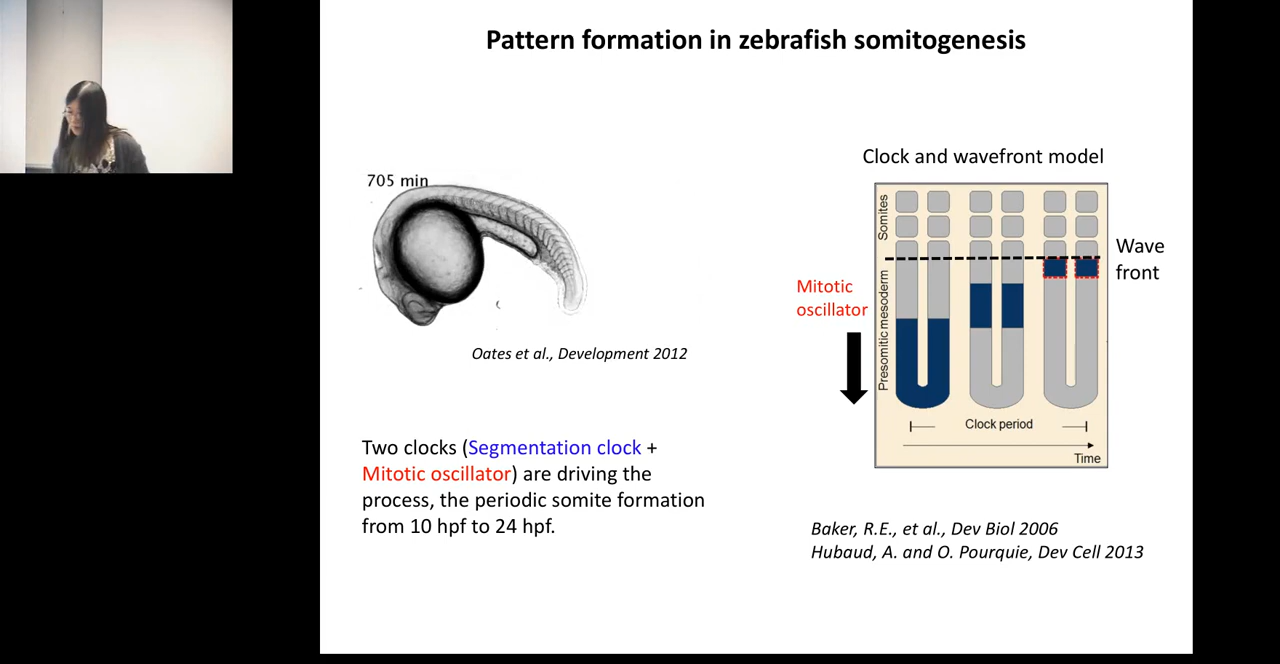 Pattern formation in zebrafish somitogenesis
705 min
Oates et al., Development 2012
Two clocks (Segmentation clock +
Mitotic oscillator) are driving the
process, the periodic somite formation
from 10 hpf to 24 hpf.
Clock and wavefront model
Somites
Presomitic mesoderm
Mitotic
oscillator
Wave
front
Clock period
Time
Baker, R.E., et al., Dev Biol 2006
Hubaud, A. and O. Pourquie, Dev Cell 2013